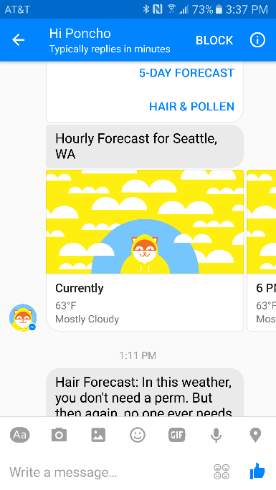 AT&T 73% 3:37 PM
Hi Poncho
Typically replies in minutes
BLOCK
5-DAY FORECAST
HAIR & POLLEN
Hourly Forecast for Seattle,
WA
Currently
63°F
Mostly Cloudy
6 P
63°F
Mos
1:11 PM
Hair Forecast: In this weather,
you don't need a perm. But
then again, no one ever needs
Aa
GIF
Write a message...